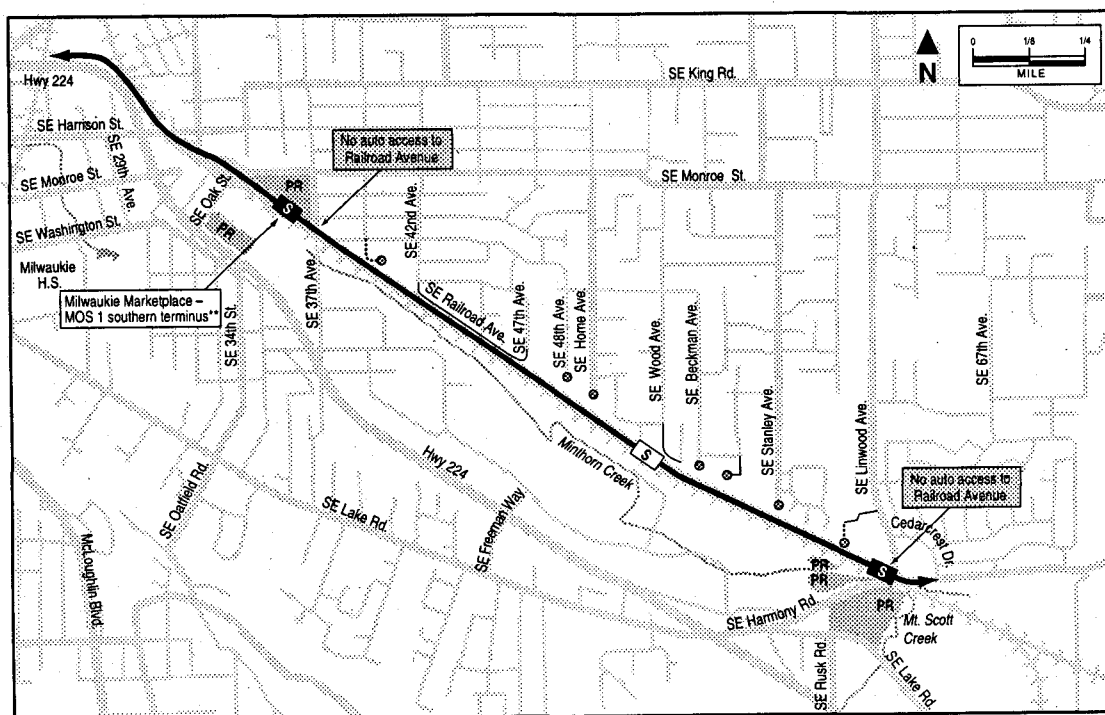 0 1/8 1/4
MILE
N
Hwy 224
SE King Rd.
SE Harrison St.
SE 29th Ave.
No auto access to
Railroad Avenue
SE Monroe St.
SE Monroe St.
PR
S
SE Oak St.
PR
SE Washington St.
SE 42nd Ave.
Milwaukie
H.S.
Milwaukie Marketplace –
MOS 1 southern terminus**
SE 34th St.
SE 37th Ave.
SE Railroad Ave.
SE 47th Ave.
SE 48th Ave.
SE Home Ave.
SE Wood Ave.
SE Beckman Ave.
SE Stanley Ave.
SE Linwood Ave.
SE 67th Ave.
S
Minthorn Creek
Hwy 224
No auto access to
Railroad Avenue
Cedarcrest Dr.
SE Oatfield Rd.
SE Lake Rd.
SE Freeman Way
McLoughlin Blvd.
PR
PR
S
PR
SE Harmony Rd.
Mt. Scott
Creek
SE Rusk Rd.
SE Lake Rd.